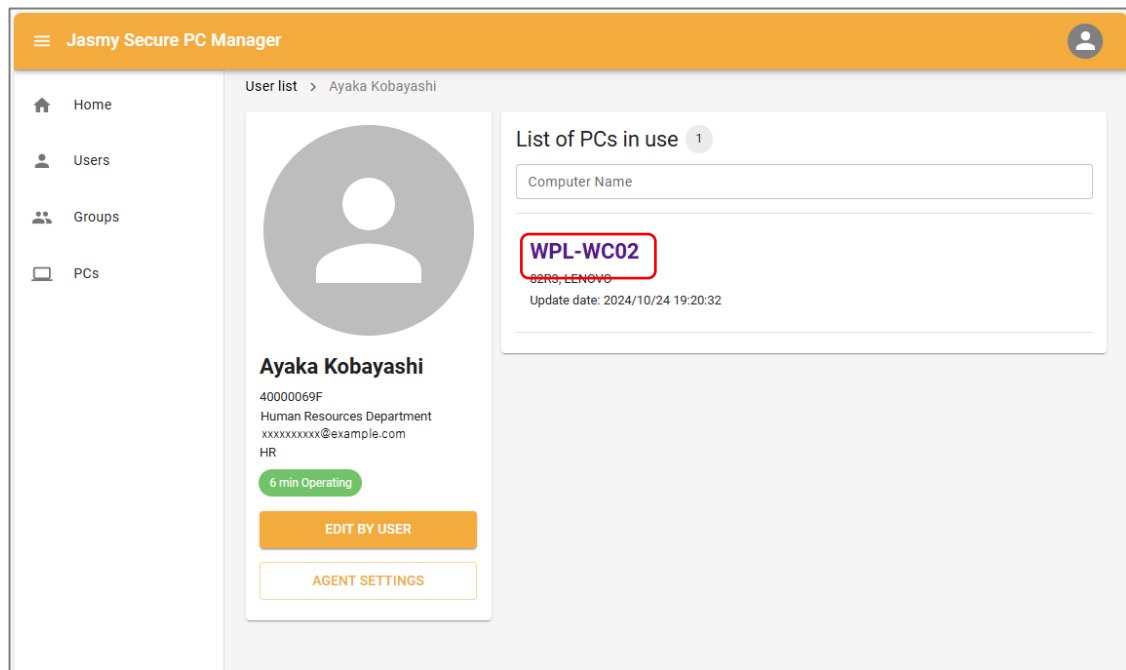 Jasmy Secure PC Manager
Home
Users
Groups
PCs
User list > Ayaka Kobayashi
Ayaka Kobayashi
40000069F
Human Resources Department
xxxxxxxxxx@example.com
HR
6 min Operating
EDIT BY USER
AGENT SETTINGS
List of PCs in use 1
Computer Name
WPL-WC02
82R3, LENOVO
Update date: 2024/10/24 19:20:32